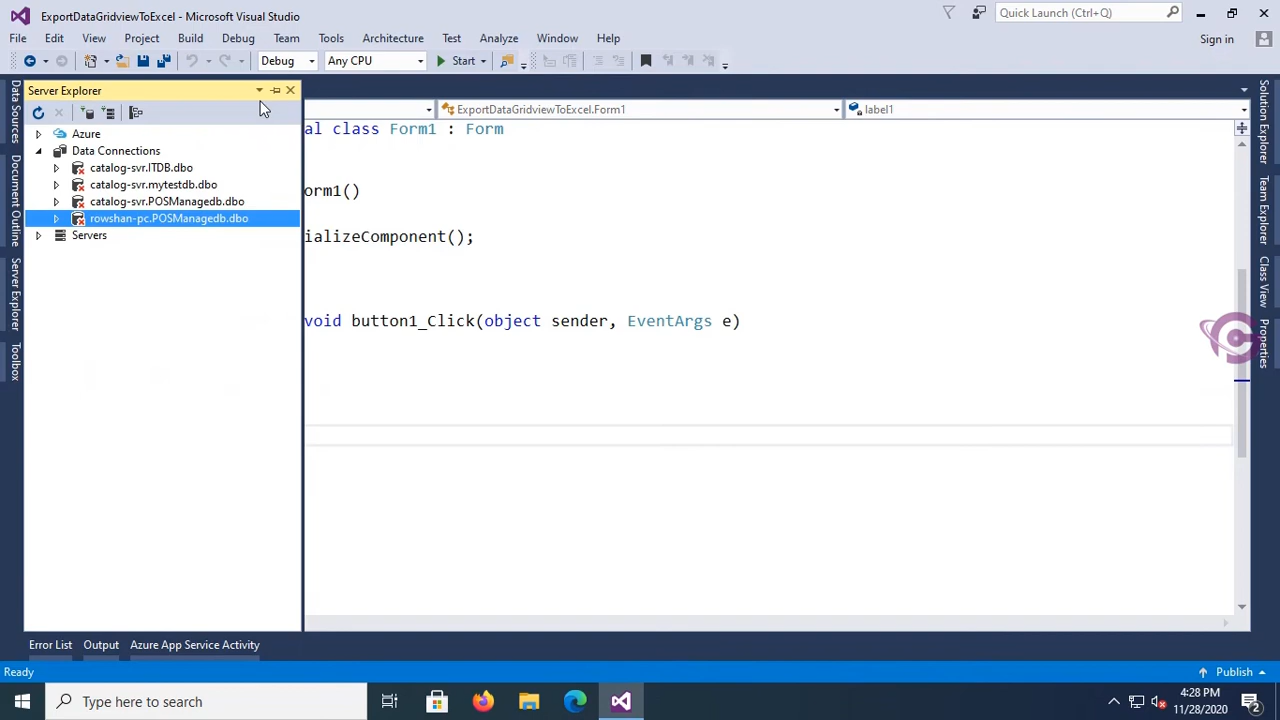 ExportDataGridviewToExcel - Microsoft Visual Studio
Quick Launch (Ctrl+Q)
File Edit View Project Build Debug Team Tools Architecture Test Analyze Window Help
Sign in
Debug Any CPU Start
Server Explorer
Azure
Data Connections
catalog-svr.ITDB.dbo
catalog-svr.mytestdb.dbo
catalog-svr.POSManagedb.dbo
rowshan-pc.POSManagedb.dbo
Servers
Data Sources
Document Outline
Server Explorer
Toolbox
ExportDataGridviewToExcel.Form1
label1
al class Form1 : Form
orm1()
ializeComponent();
void button1_Click(object sender, EventArgs e)
Solution Explorer
Team Explorer
Class View
Properties
Error List Output Azure App Service Activity
Ready
Publish
Type here to search
4:28 PM
11/28/2020
2